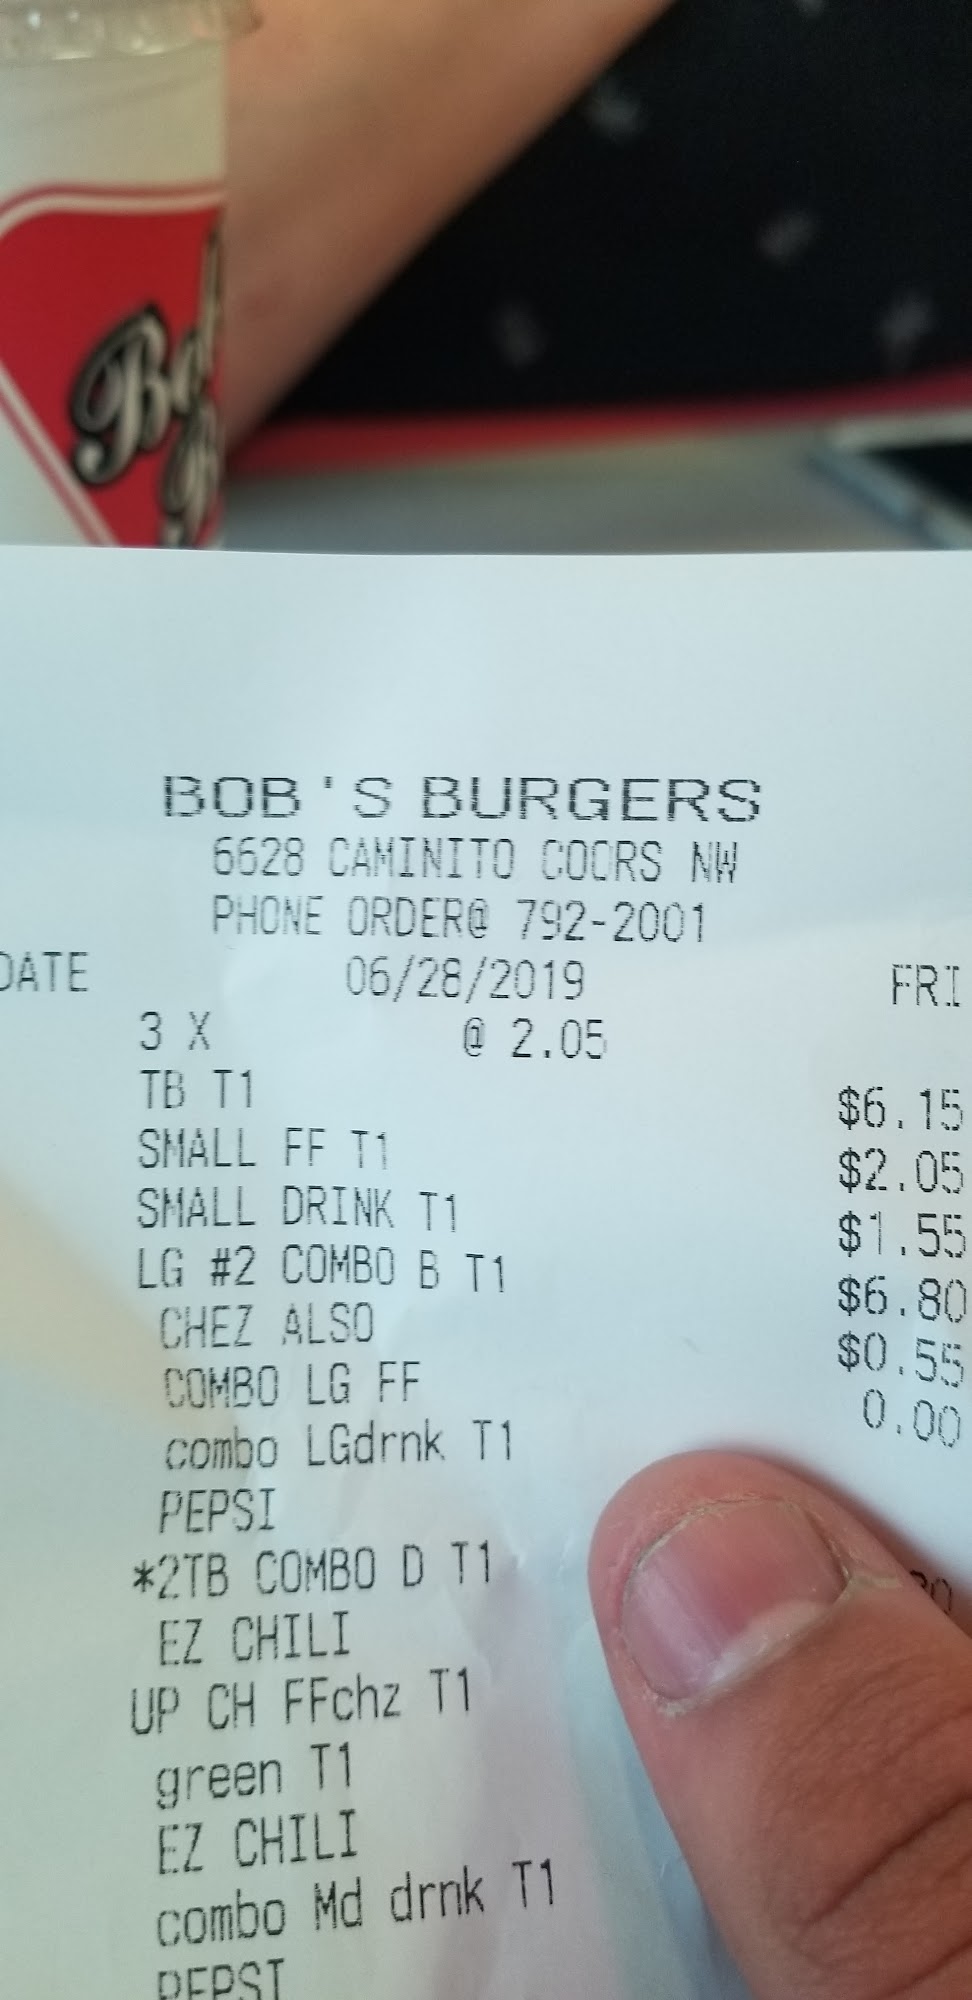 BOB'S BURGERS
6628 CAMINITO COORS NW
PHONE ORDER@ 792-2001
DATE 06/28/2019 FRI
3 X @ 2.05
TB T1 $6.15
SMALL FF T1 $2.05
SMALL DRINK T1 $1.55
LG #2 COMBO B T1 $6.80
CHEZ ALSO $0.55
COMBO LG FF 0.00
combo LGdrnk T1
PEPSI
*2TB COMBO D T1
EZ CHILI
UP CH FFchz T1
green T1
EZ CHILI
combo Md drnk T1
PEPSI